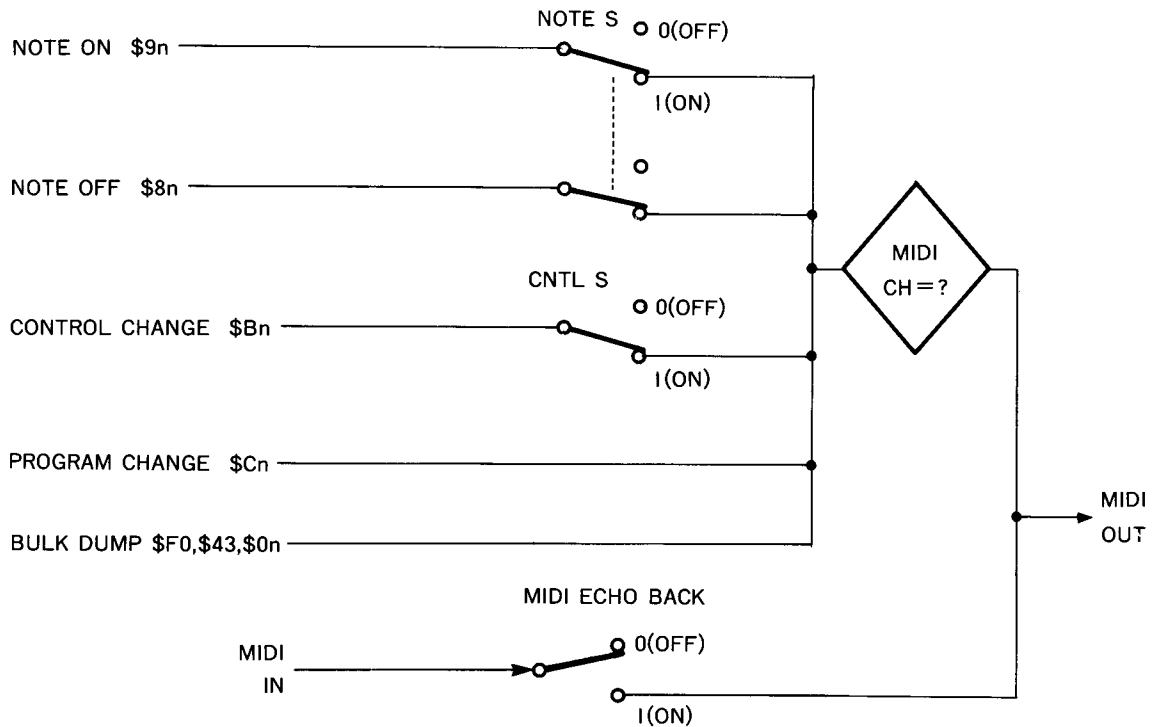 NOTE S
0(OFF)
NOTE ON $9n
1(ON)
NOTE OFF $8n
MIDI
CH=?
CNTL S
0(OFF)
CONTROL CHANGE $Bn
1(ON)
PROGRAM CHANGE $Cn
MIDI
OUT
BULK DUMP $F0,$43,$0n
MIDI ECHO BACK
0(OFF)
MIDI
IN
1(ON)